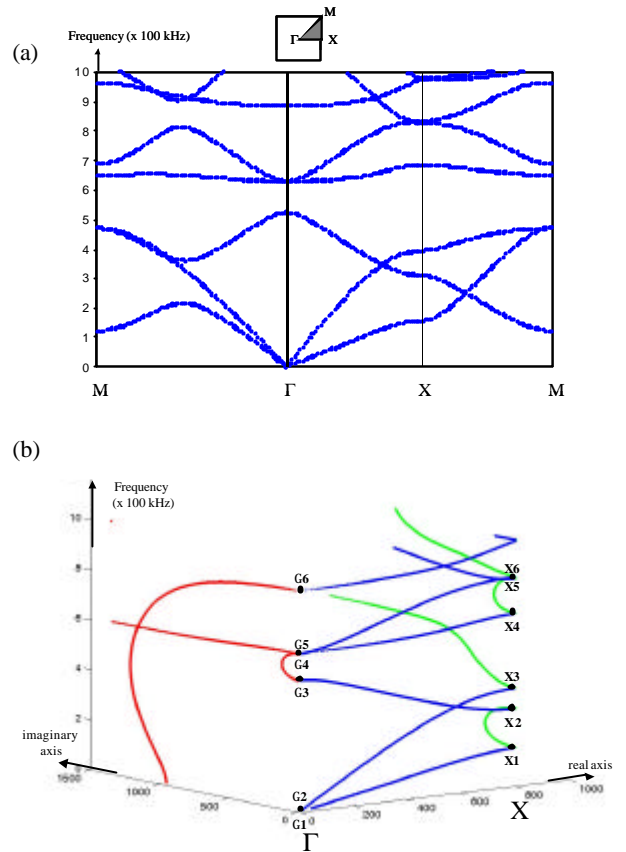 M
Γ X
(a)
Frequency (x 100 kHz)
10
9
8
7
6
5
4
3
2
1
0
M Γ X M
(b)
Frequency
(x 100 kHz)
10
8
6
4
2
0
G6
G5
G4
G3
G2
G1
X6
X5
X4
X3
X2
X1
imaginary
axis
1500
1000
500
0
0
200
400
600
800
1000
real axis
Γ
X